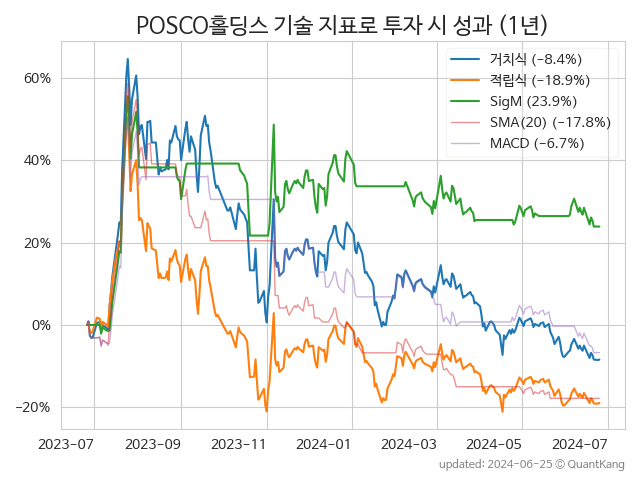 POSCO홀딩스 기술 지표로 투자 시 성과 (1년)
거치식 (−8.4%)
적립식 (−18.9%)
SigM (23.9%)
SMA(20) (−17.8%)
MACD (−6.7%)
60%
40%
20%
0%
−20%
2023-07 2023-09 2023-11 2024-01 2024-03 2024-05 2024-07
updated: 2024-06-25 © QuantKang